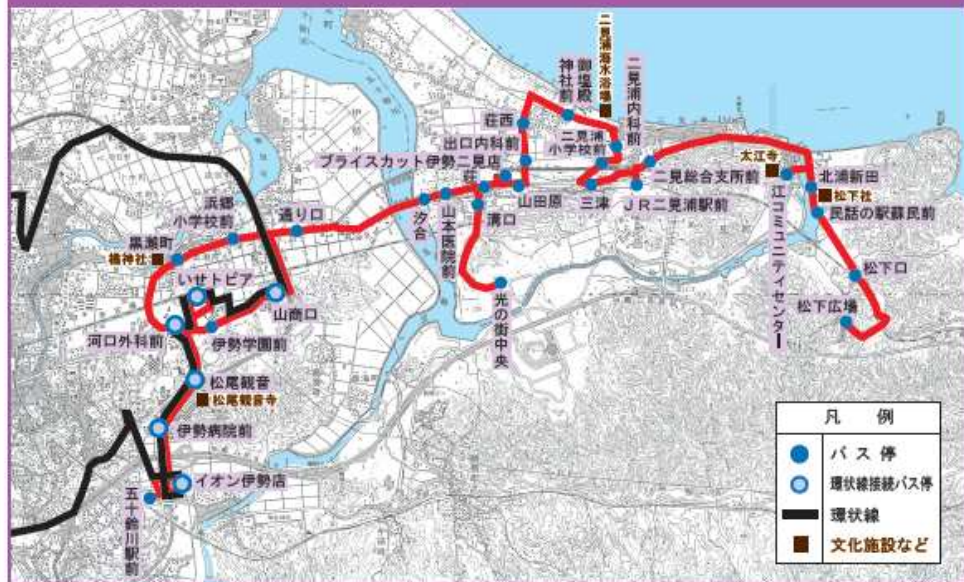 二見浦海水浴場
御塩殿
神社前
二見浦内科前
荘西
出口内科前
プライスカット伊勢二見店
二見浦
小学校前
太江寺
荘
二見総合支所前
北浦新田
松下社
浜郷
小学校前
通り口
山田原
三津
JR二見浦駅前
民話の駅蘇民前
汐合
山本医院前
溝口
江コミュニティセンター
黒瀬町
橘神社
いせトピア
松下口
山商口
光の街中央
松下広場
河口外科前
伊勢学園前
松尾観音
松尾観音寺
伊勢病院前
イオン伊勢店
五十鈴川駅前
凡 例
バス停
環状線接続バス停
環状線
文化施設など